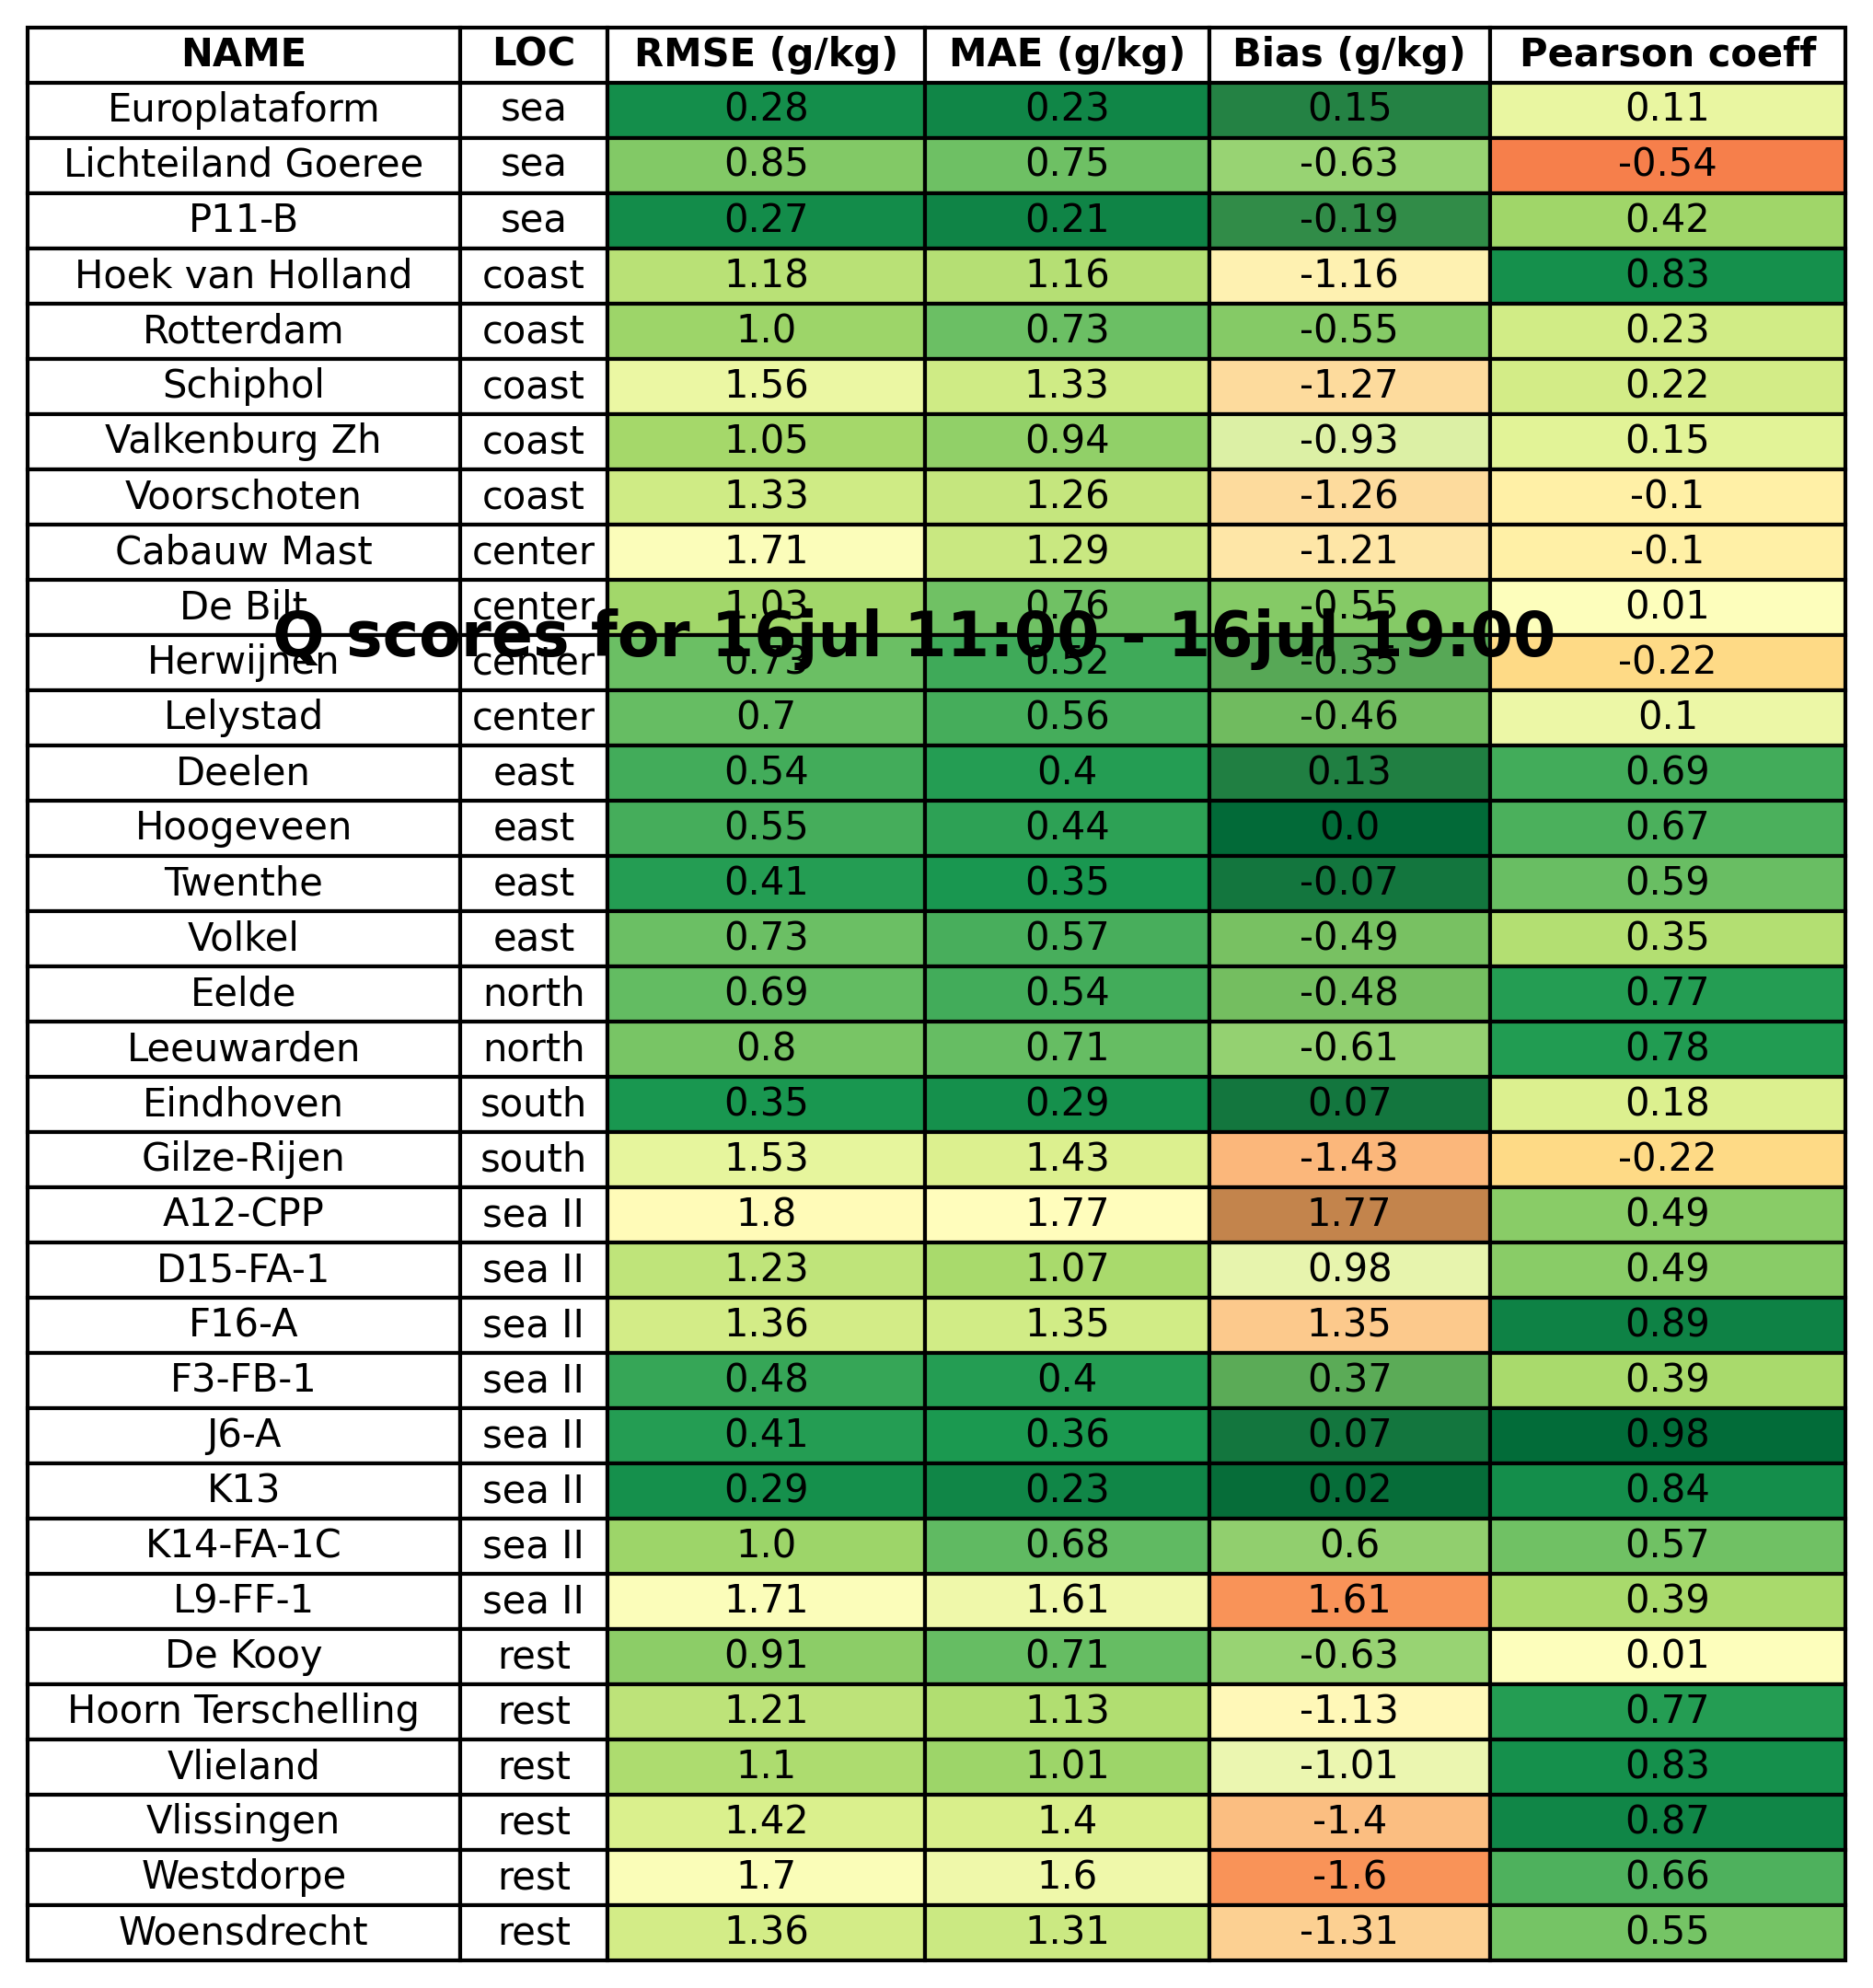 NAME LOC RMSE (g/kg) MAE (g/kg) Bias (g/kg) Pearson coeff
Europlataform sea 0.28 0.23 0.15 0.11
Lichteiland Goeree sea 0.85 0.75 -0.63 -0.54
P11-B sea 0.27 0.21 -0.19 0.42
Hoek van Holland coast 1.18 1.16 -1.16 0.83
Rotterdam coast 1.0 0.73 -0.55 0.23
Schiphol coast 1.56 1.33 -1.27 0.22
Valkenburg Zh coast 1.05 0.94 -0.93 0.15
Voorschoten coast 1.33 1.26 -1.26 -0.1
Cabauw Mast center 1.71 1.29 -1.21 -0.1
De Bilt center 1.03 0.76 -0.55 0.01
Q scores for 16jul 11:00 - 16jul 19:00
Herwijnen center 0.73 0.52 -0.35 -0.22
Lelystad center 0.7 0.56 -0.46 0.1
Deelen east 0.54 0.4 0.13 0.69
Hoogeveen east 0.55 0.44 0.0 0.67
Twenthe east 0.41 0.35 -0.07 0.59
Volkel east 0.73 0.57 -0.49 0.35
Eelde north 0.69 0.54 -0.48 0.77
Leeuwarden north 0.8 0.71 -0.61 0.78
Eindhoven south 0.35 0.29 0.07 0.18
Gilze-Rijen south 1.53 1.43 -1.43 -0.22
A12-CPP sea II 1.8 1.77 1.77 0.49
D15-FA-1 sea II 1.23 1.07 0.98 0.49
F16-A sea II 1.36 1.35 1.35 0.89
F3-FB-1 sea II 0.48 0.4 0.37 0.39
J6-A sea II 0.41 0.36 0.07 0.98
K13 sea II 0.29 0.23 0.02 0.84
K14-FA-1C sea II 1.0 0.68 0.6 0.57
L9-FF-1 sea II 1.71 1.61 1.61 0.39
De Kooy rest 0.91 0.71 -0.63 0.01
Hoorn Terschelling rest 1.21 1.13 -1.13 0.77
Vlieland rest 1.1 1.01 -1.01 0.83
Vlissingen rest 1.42 1.4 -1.4 0.87
Westdorpe rest 1.7 1.6 -1.6 0.66
Woensdrecht rest 1.36 1.31 -1.31 0.55